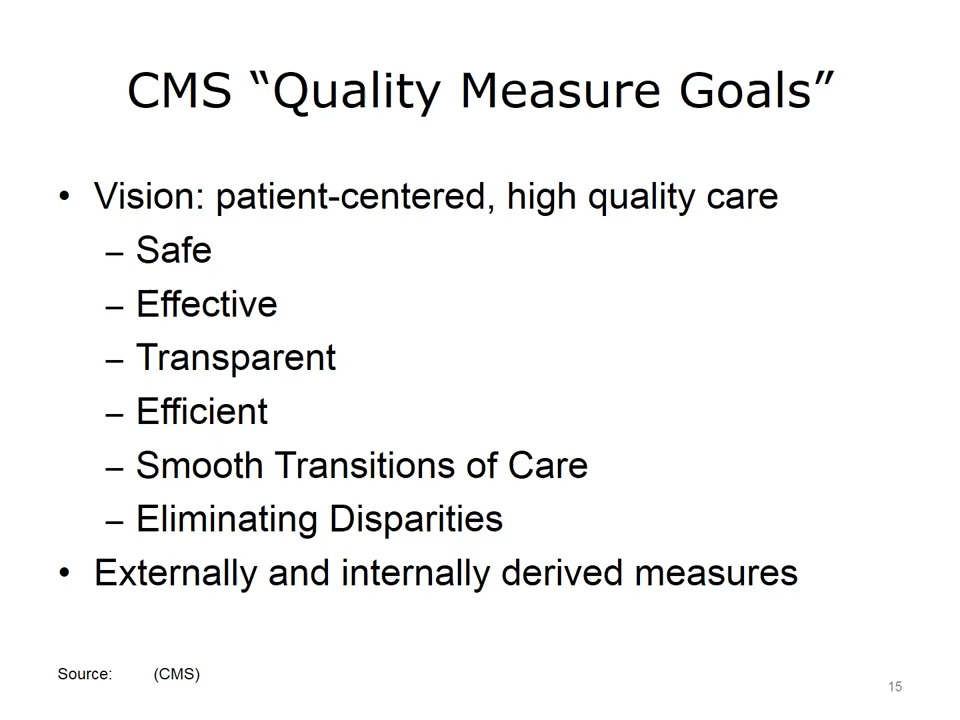 CMS “Quality Measure Goals”
• Vision: patient-centered, high quality care
– Safe
– Effective
– Transparent
– Efficient
– Smooth Transitions of Care
– Eliminating Disparities
• Externally and internally derived measures
Source: (CMS)
15